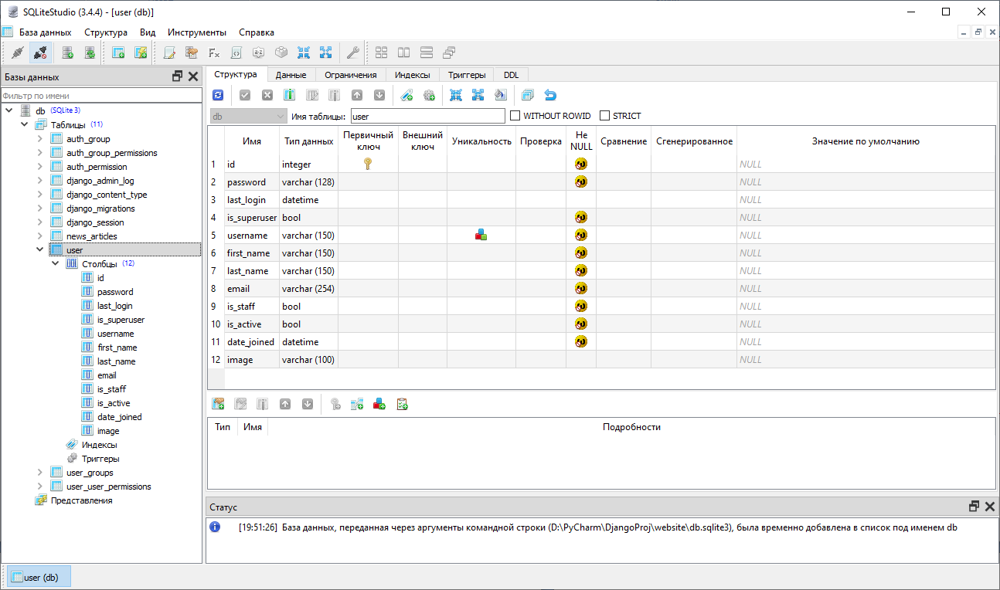 SQLiteStudio (3.4.4) - [user (db)]
База данных Структура Вид Инструменты Справка
Базы данных
Фильтр по имени
db (SQLite 3)
Таблицы (11)
auth_group
auth_group_permissions
auth_permission
django_admin_log
django_content_type
django_migrations
django_session
news_articles
user
Столбцы (12)
id
password
last_login
is_superuser
username
first_name
last_name
email
is_staff
is_active
date_joined
image
Индексы
Триггеры
user_groups
user_user_permissions
Представления
Структура Данные Ограничения Индексы Триггеры DDL
db Имя таблицы: user WITHOUT ROWID STRICT
Имя Тип данных Первичный ключ Внешний ключ Уникальность Проверка Не NULL Сравнение Сгенерированное Значение по умолчанию
1 id integer NULL
2 password varchar (128) NULL
3 last_login datetime NULL
4 is_superuser bool NULL
5 username varchar (150) NULL
6 first_name varchar (150) NULL
7 last_name varchar (150) NULL
8 email varchar (254) NULL
9 is_staff bool NULL
10 is_active bool NULL
11 date_joined datetime NULL
12 image varchar (100) NULL
Тип Имя Подробности
Статус
[19:51:26] База данных, переданная через аргументы командной строки (D:\PyCharm\DjangoProj\website\db.sqlite3), была временно добавлена в список под именем db
user (db)